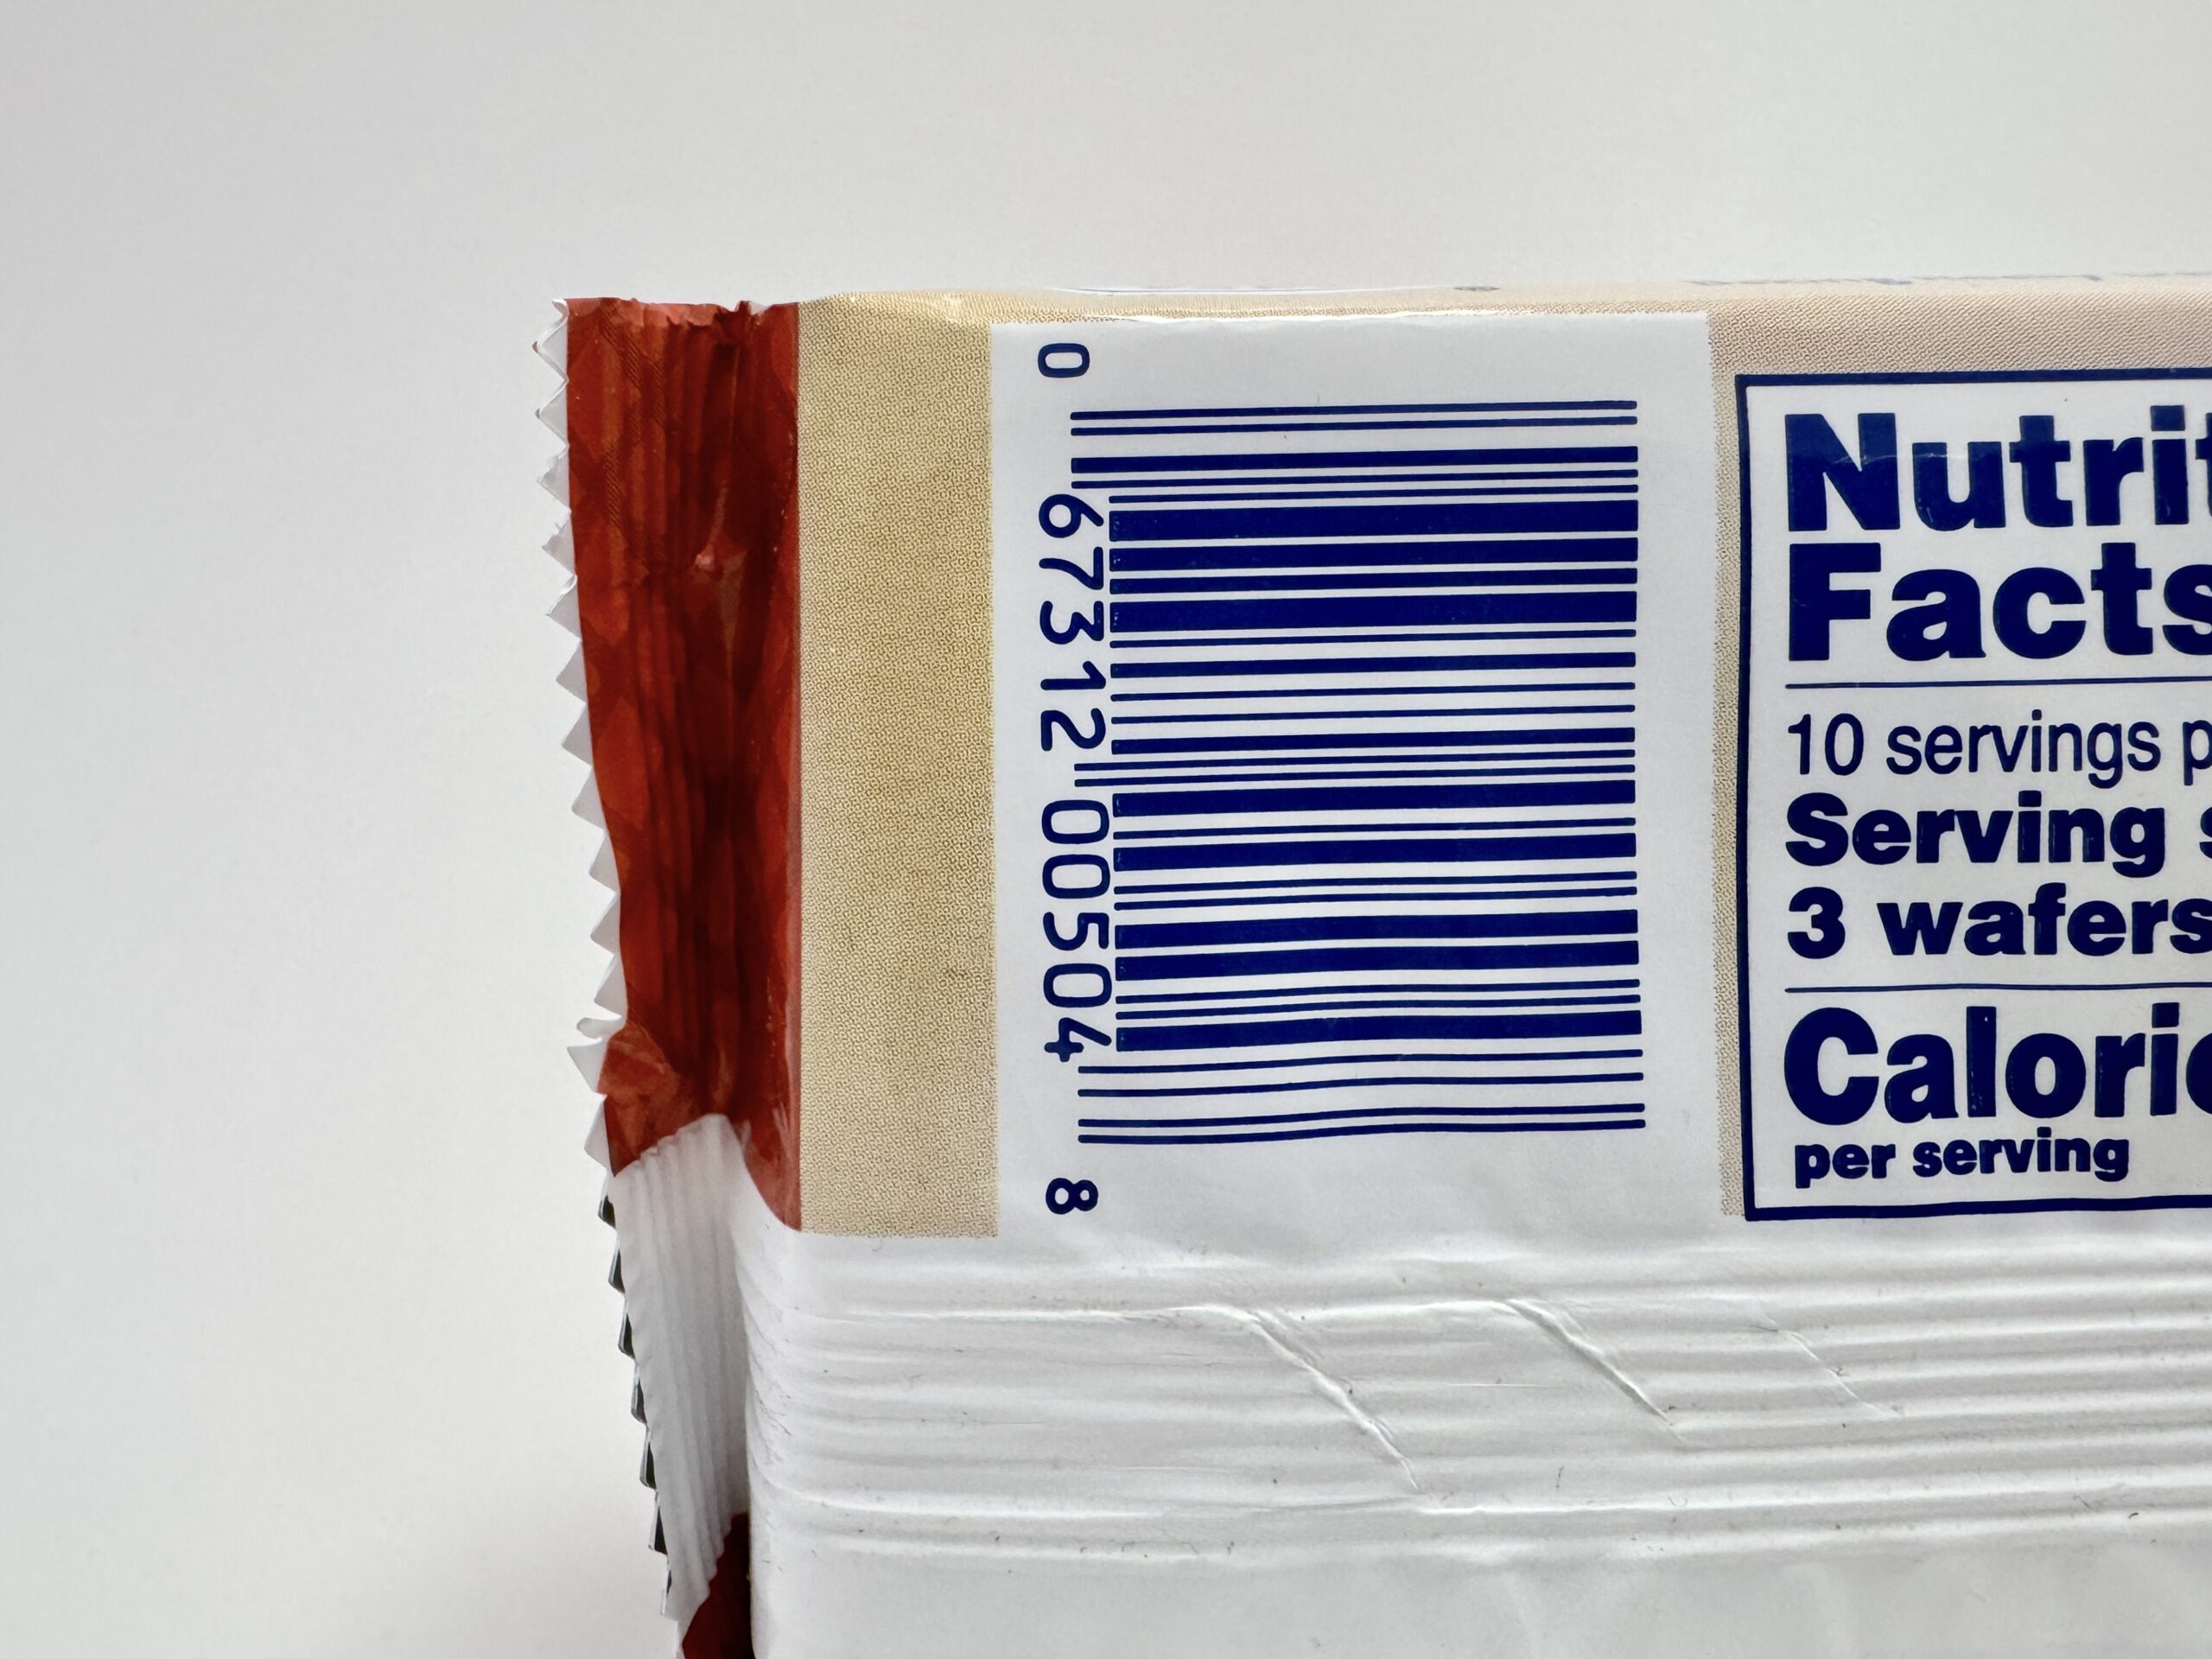 0 67312 00504 8
Nutrit
Facts
10 servings p
Serving s
3 wafers
Calorie
per serving